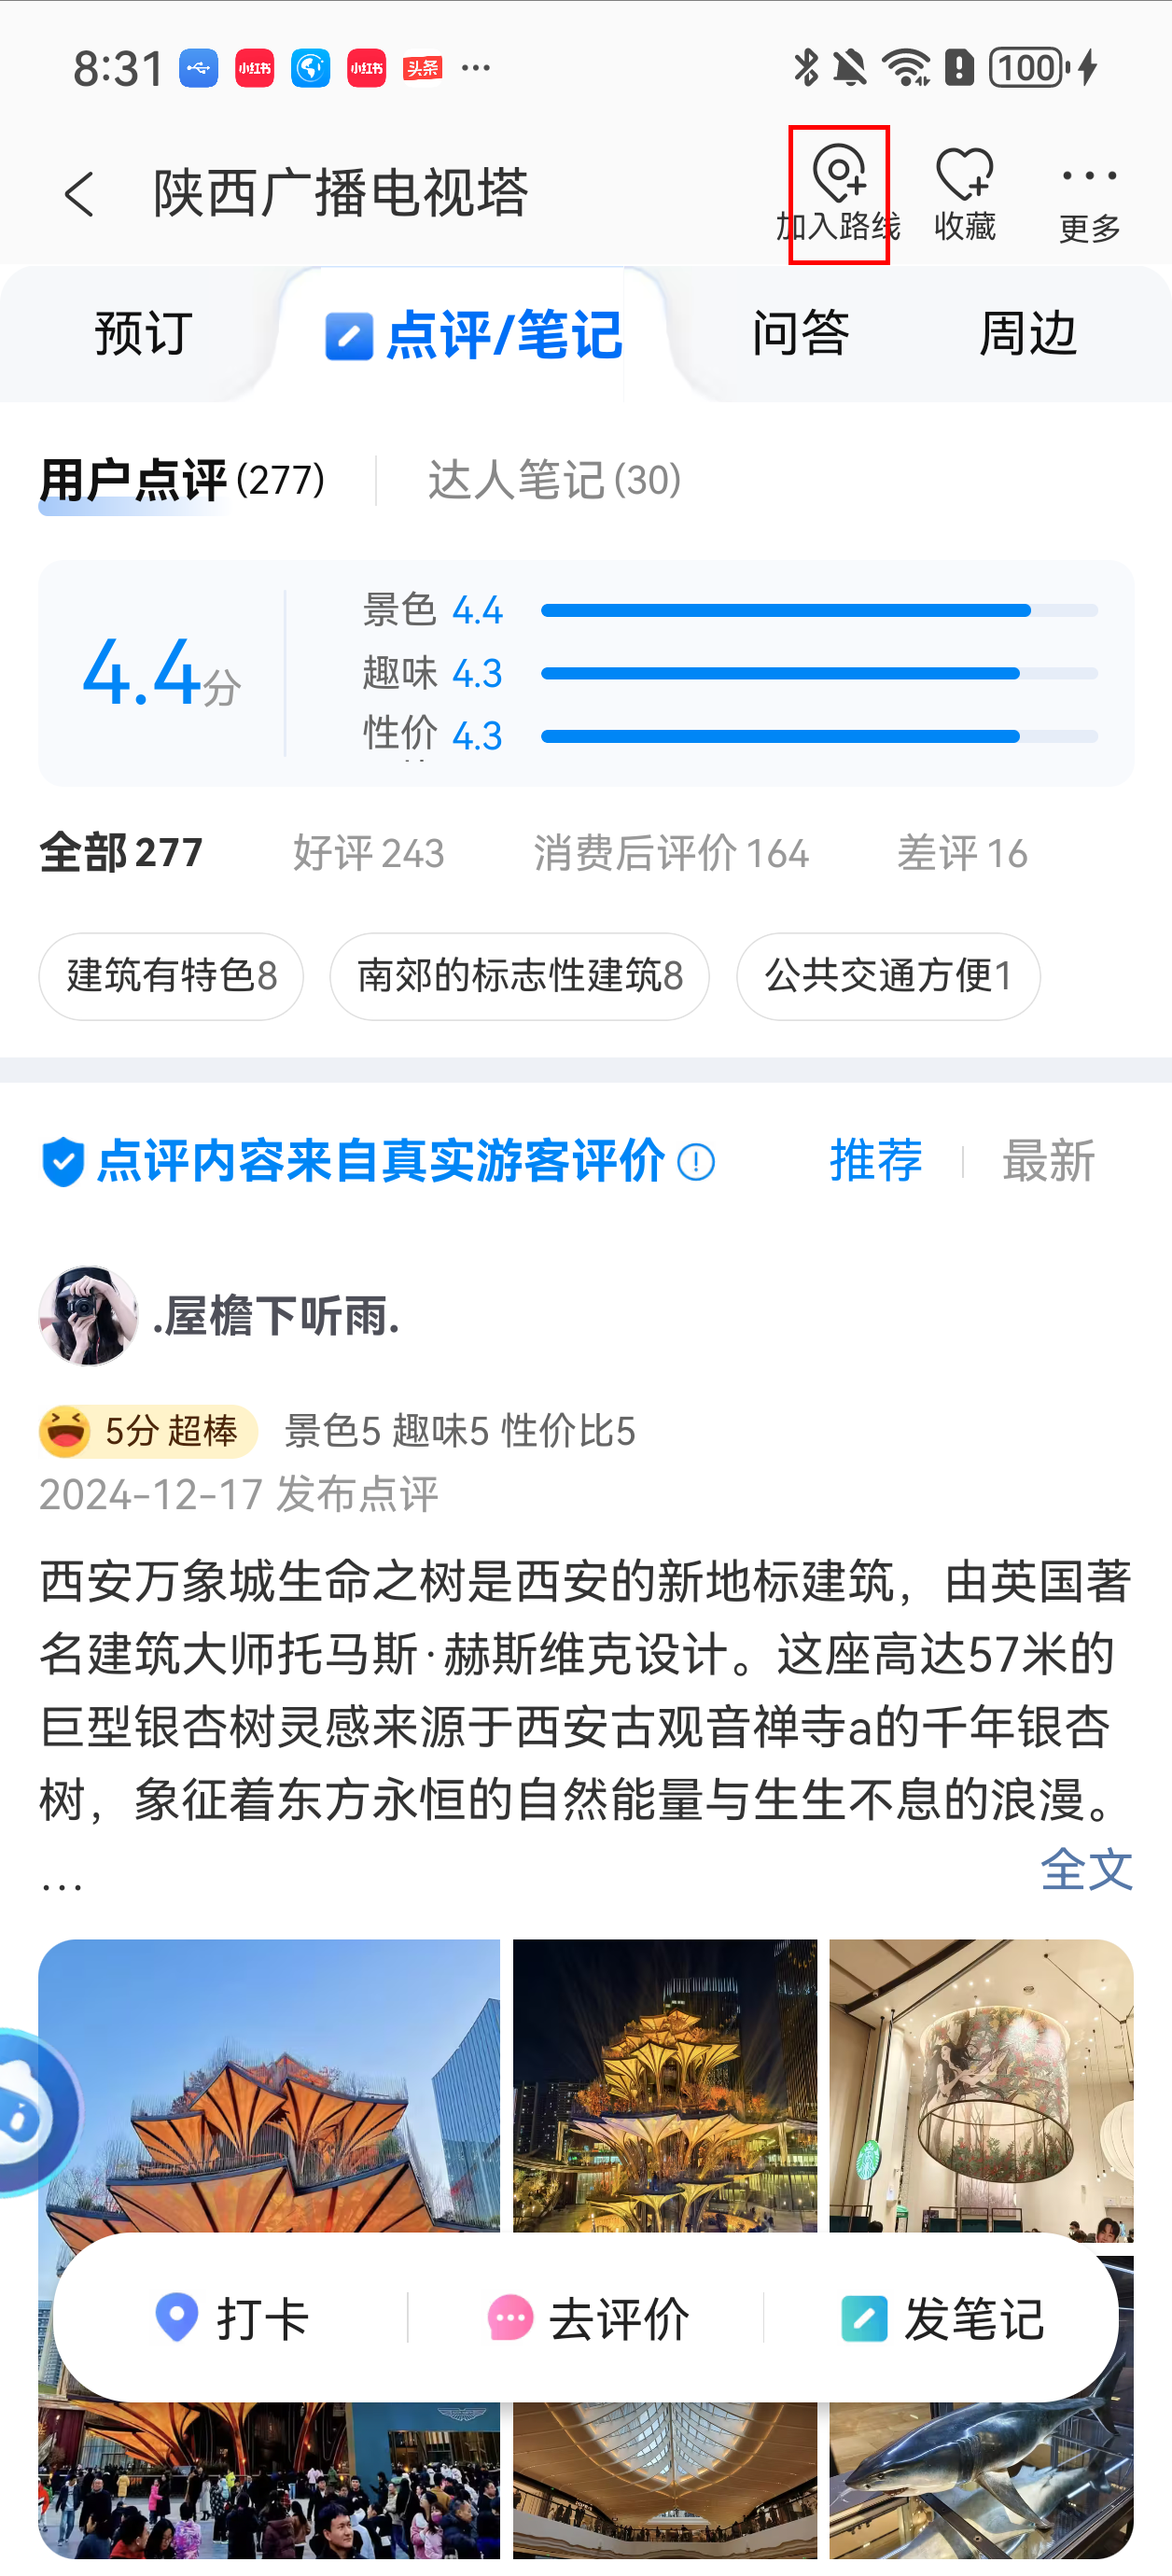 8:31 小红书 小红书 头条 ... 100
陕西广播电视塔
加入路线 收藏 更多
预订 点评/笔记 问答 周边
用户点评(277) 达人笔记(30)
4.4分
景色 4.4
趣味 4.3
性价 4.3
全部277 好评 243 消费后评价 164 差评 16
建筑有特色8 南郊的标志性建筑8 公共交通方便1
点评内容来自真实游客评价 推荐 最新
.屋檐下听雨.
5分 超棒 景色5 趣味5 性价比5
2024-12-17 发布点评
西安万象城生命之树是西安的新地标建筑，由英国著
名建筑大师托马斯·赫斯维克设计。这座高达57米的
巨型银杏树灵感来源于西安古观音禅寺a的千年银杏
树，象征着东方永恒的自然能量与生生不息的浪漫。
... 全文
打卡 去评价 发笔记